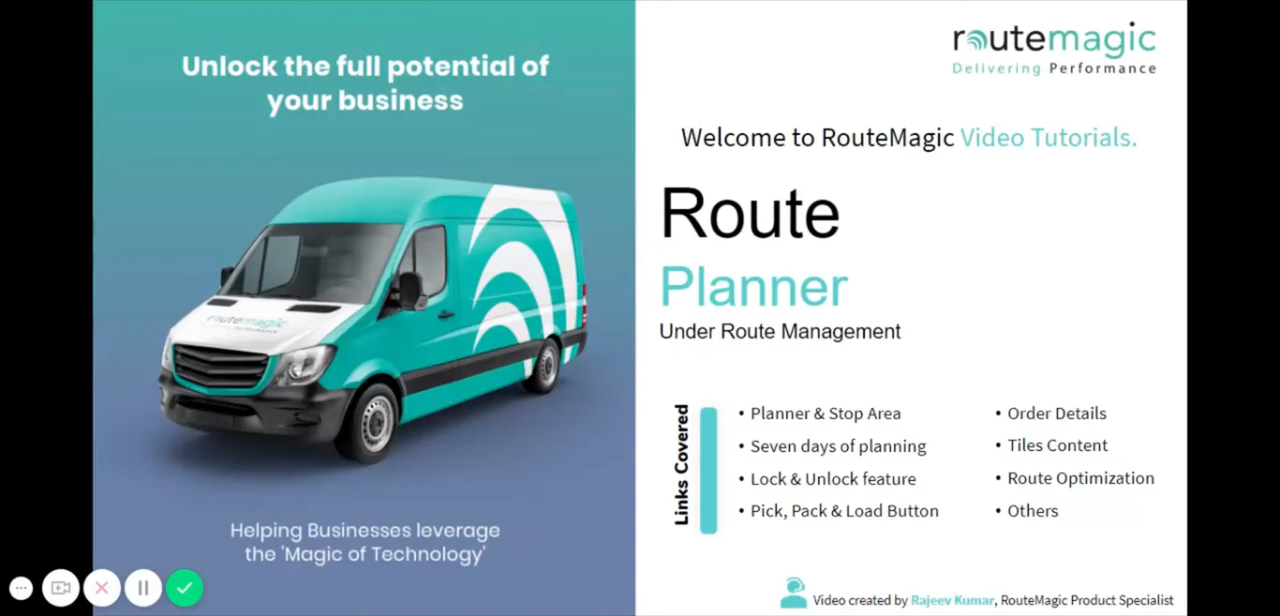 Unlock the full potential of
your business
routemagic
Helping Businesses leverage
the 'Magic of Technology'
routemagic
Delivering Performance
Welcome to RouteMagic Video Tutorials.
Route
Planner
Under Route Management
Links Covered
• Planner & Stop Area
• Seven days of planning
• Lock & Unlock feature
• Pick, Pack & Load Button
• Order Details
• Tiles Content
• Route Optimization
• Others
Video created by Rajeev Kumar, RouteMagic Product Specialist